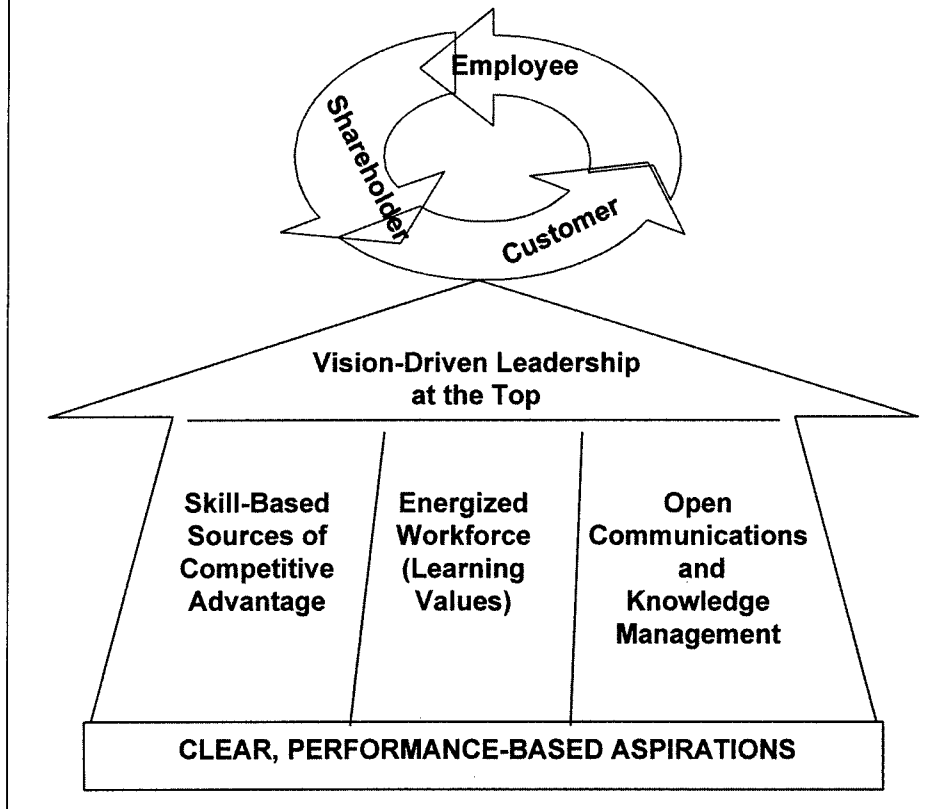 Employee
Shareholder
Customer
Vision-Driven Leadership
at the Top
Skill-Based
Sources of
Competitive
Advantage
Energized
Workforce
(Learning
Values)
Open
Communications
and
Knowledge
Management
CLEAR, PERFORMANCE-BASED ASPIRATIONS